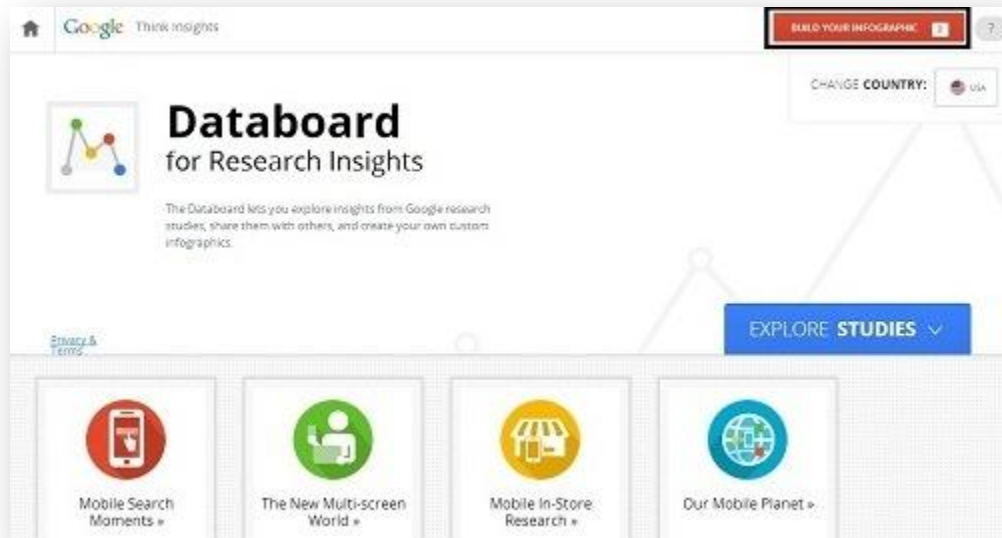 Google Think Insights
BUILD YOUR INFOGRAPHIC
?
CHANGE COUNTRY: USA
Databoard
for Research Insights
The Databoard lets you explore insights from Google research
studies, share them with others, and create your own custom
infographics.
EXPLORE STUDIES
Privacy &
Terms
Mobile Search
Moments »
The New Multi-screen
World »
Mobile In-Store
Research »
Our Mobile Planet »